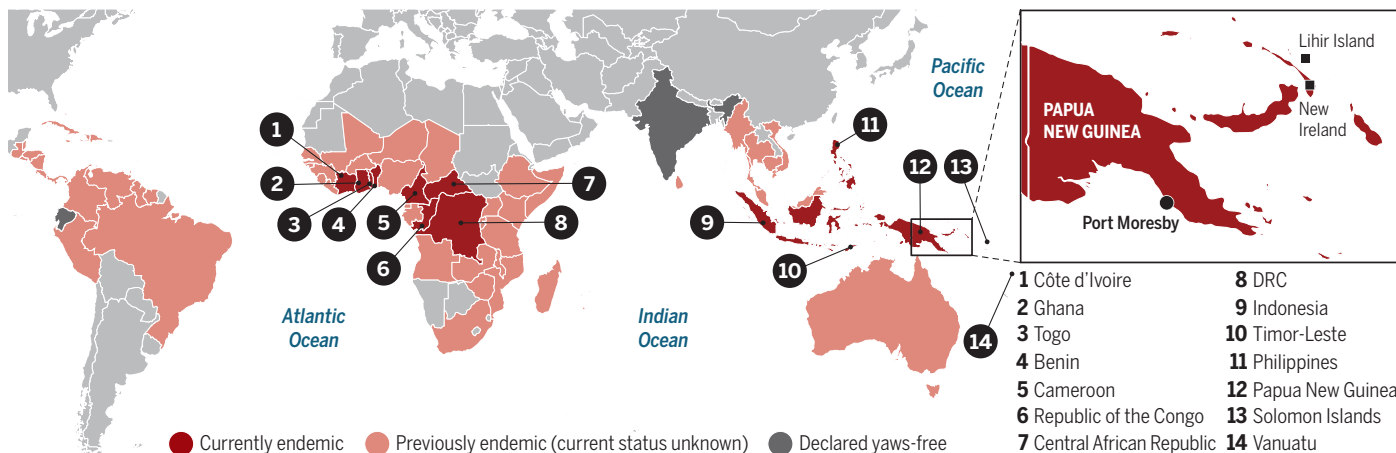 Pacific
Ocean
Atlantic
Ocean
Indian
Ocean
1
2
3
4
5
6
7
8
9
10
11
12
13
14
Lihir Island
PAPUA
NEW GUINEA
New
Ireland
Port Moresby
1 Côte d’Ivoire
2 Ghana
3 Togo
4 Benin
5 Cameroon
6 Republic of the Congo
7 Central African Republic
8 DRC
9 Indonesia
10 Timor-Leste
11 Philippines
12 Papua New Guinea
13 Solomon Islands
14 Vanuatu
Currently endemic
Previously endemic (current status unknown)
Declared yaws-free